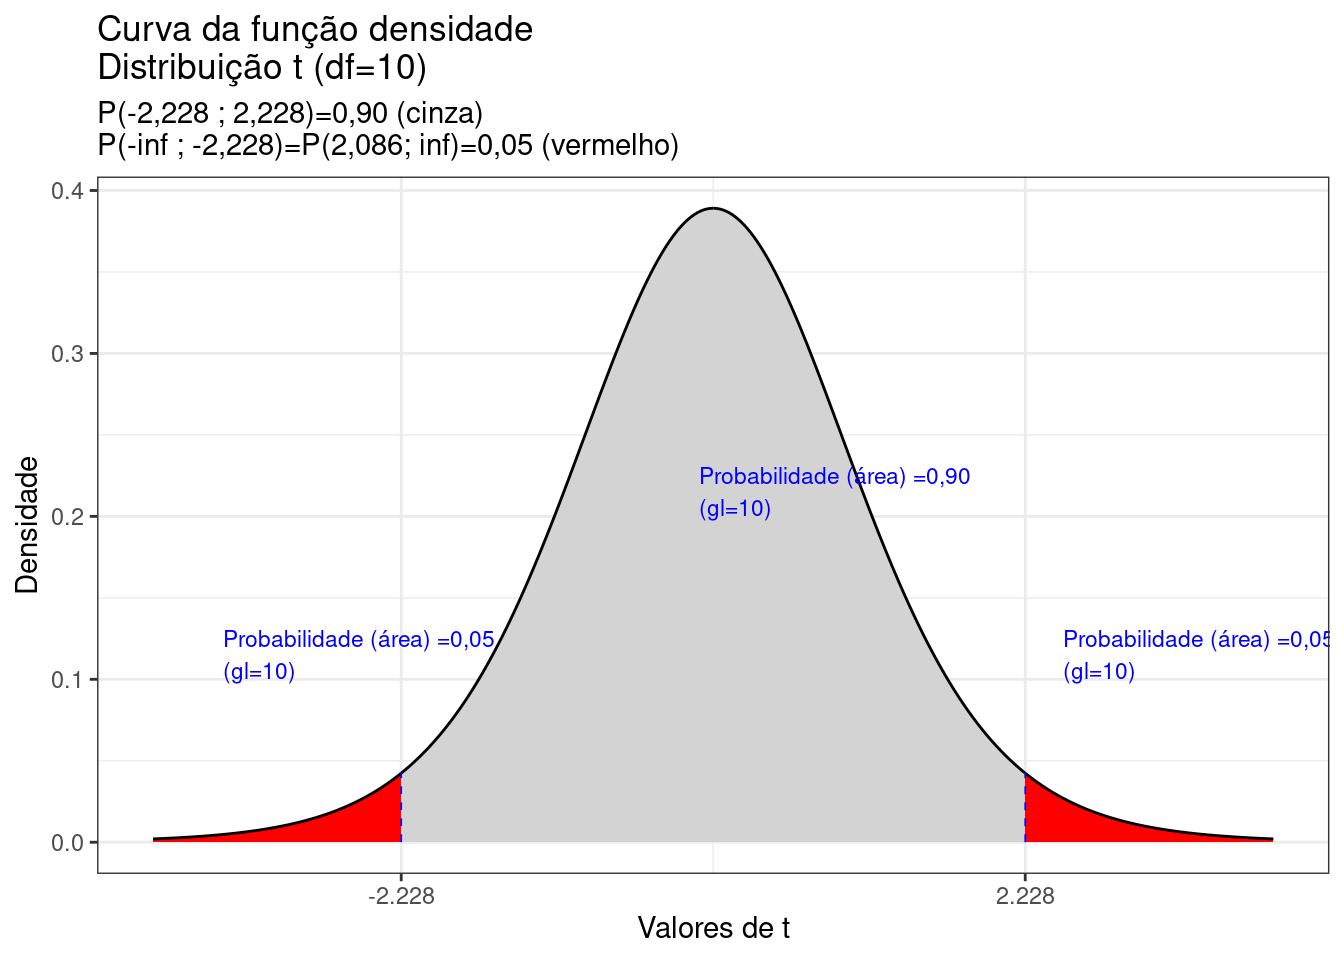 Curva da função densidade
Distribuição t (df=10)
P(-2,228 ; 2,228)=0,90 (cinza)
P(-inf ; -2,228)=P(2,086; inf)=0,05 (vermelho)
0.4
0.3
0.2
0.1
0.0
Densidade
Probabilidade (área) =0,90
(gl=10)
Probabilidade (área) =0,05
(gl=10)
Probabilidade (área) =0,05
(gl=10)
-2.228
2.228
Valores de t